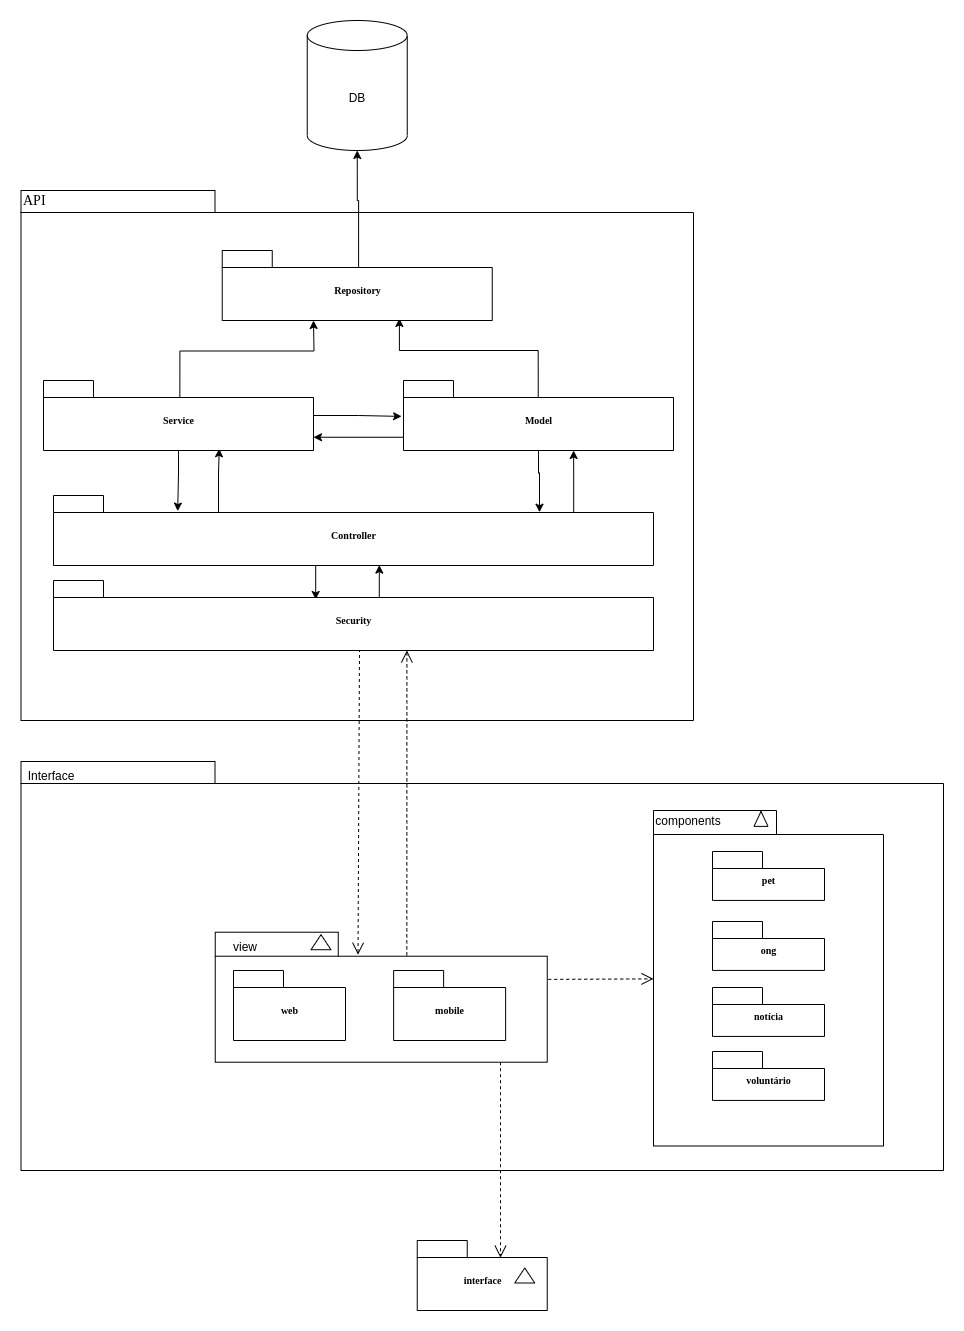 DB
API
Repository
Service
Model
Controller
Security
Interface
components
pet
ong
notícia
voluntário
view
web
mobile
interface